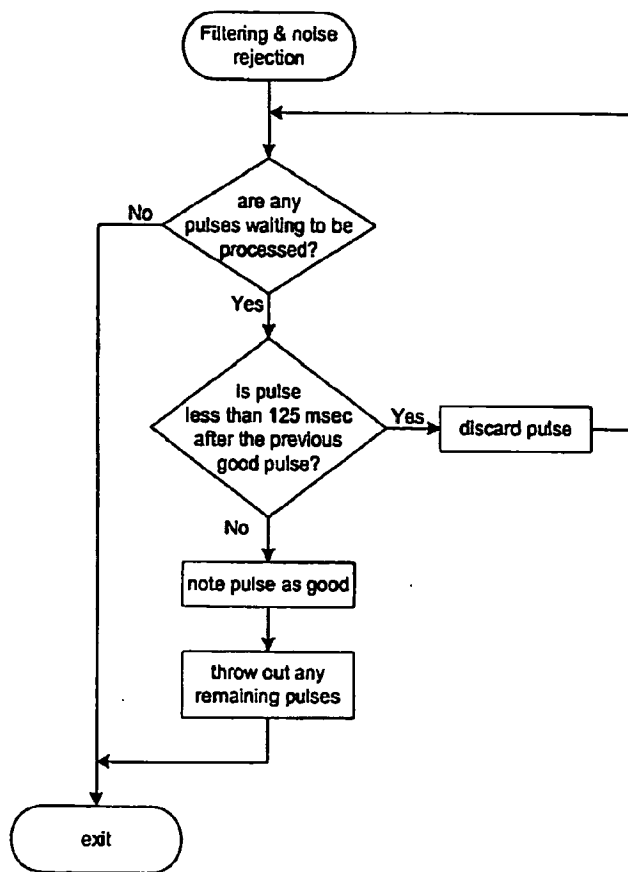 Filtering & noise
rejection
are any
pulses waiting to be
processed?
No
Yes
is pulse
less than 125 msec
after the previous
good pulse?
Yes
discard pulse
No
note pulse as good
throw out any
remaining pulses
exit